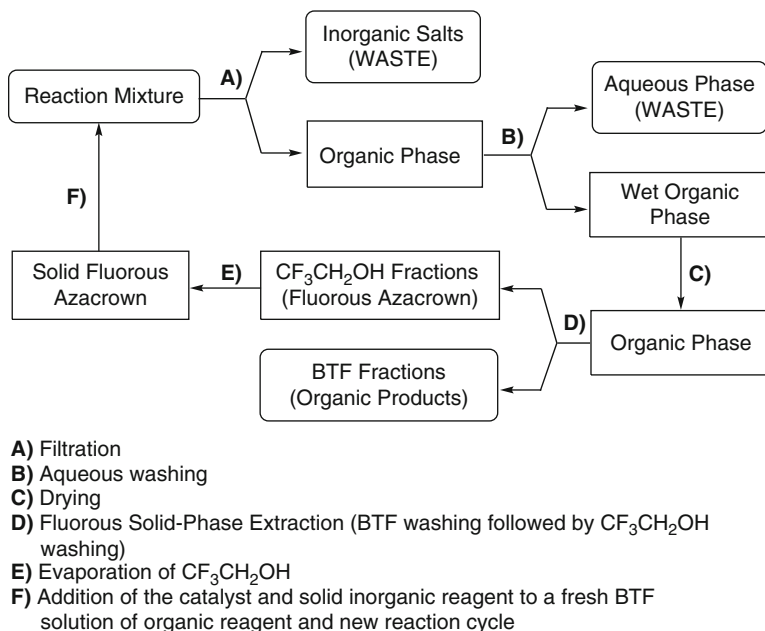 Reaction Mixture
A)
Inorganic Salts
(WASTE)
Organic Phase
B)
Aqueous Phase
(WASTE)
Wet Organic
Phase
C)
Organic Phase
D)
CF₃CH₂OH Fractions
(Fluorous Azacrown)
BTF Fractions
(Organic Products)
E)
Solid Fluorous
Azacrown
F)
A) Filtration
B) Aqueous washing
C) Drying
D) Fluorous Solid-Phase Extraction (BTF washing followed by CF₃CH₂OH
washing)
E) Evaporation of CF₃CH₂OH
F) Addition of the catalyst and solid inorganic reagent to a fresh BTF
solution of organic reagent and new reaction cycle